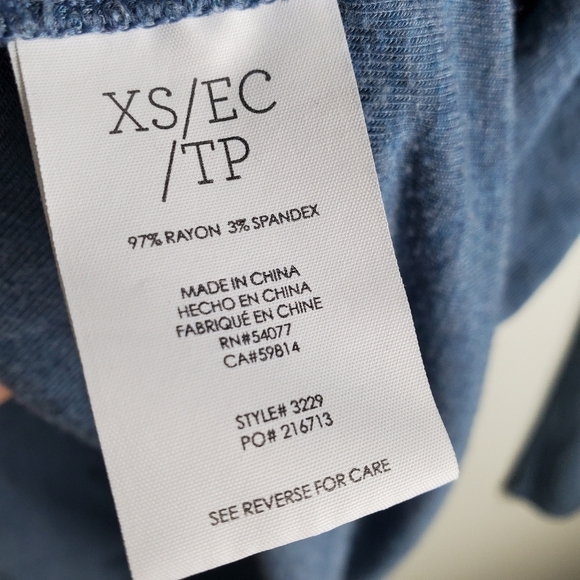 XS/EC
/TP
97% RAYON 3% SPANDEX
MADE IN CHINA
HECHO EN CHINA
FABRIQUÉ EN CHINE
RN#54077
CA#59814
STYLE# 3229
PO# 216713
SEE REVERSE FOR CARE